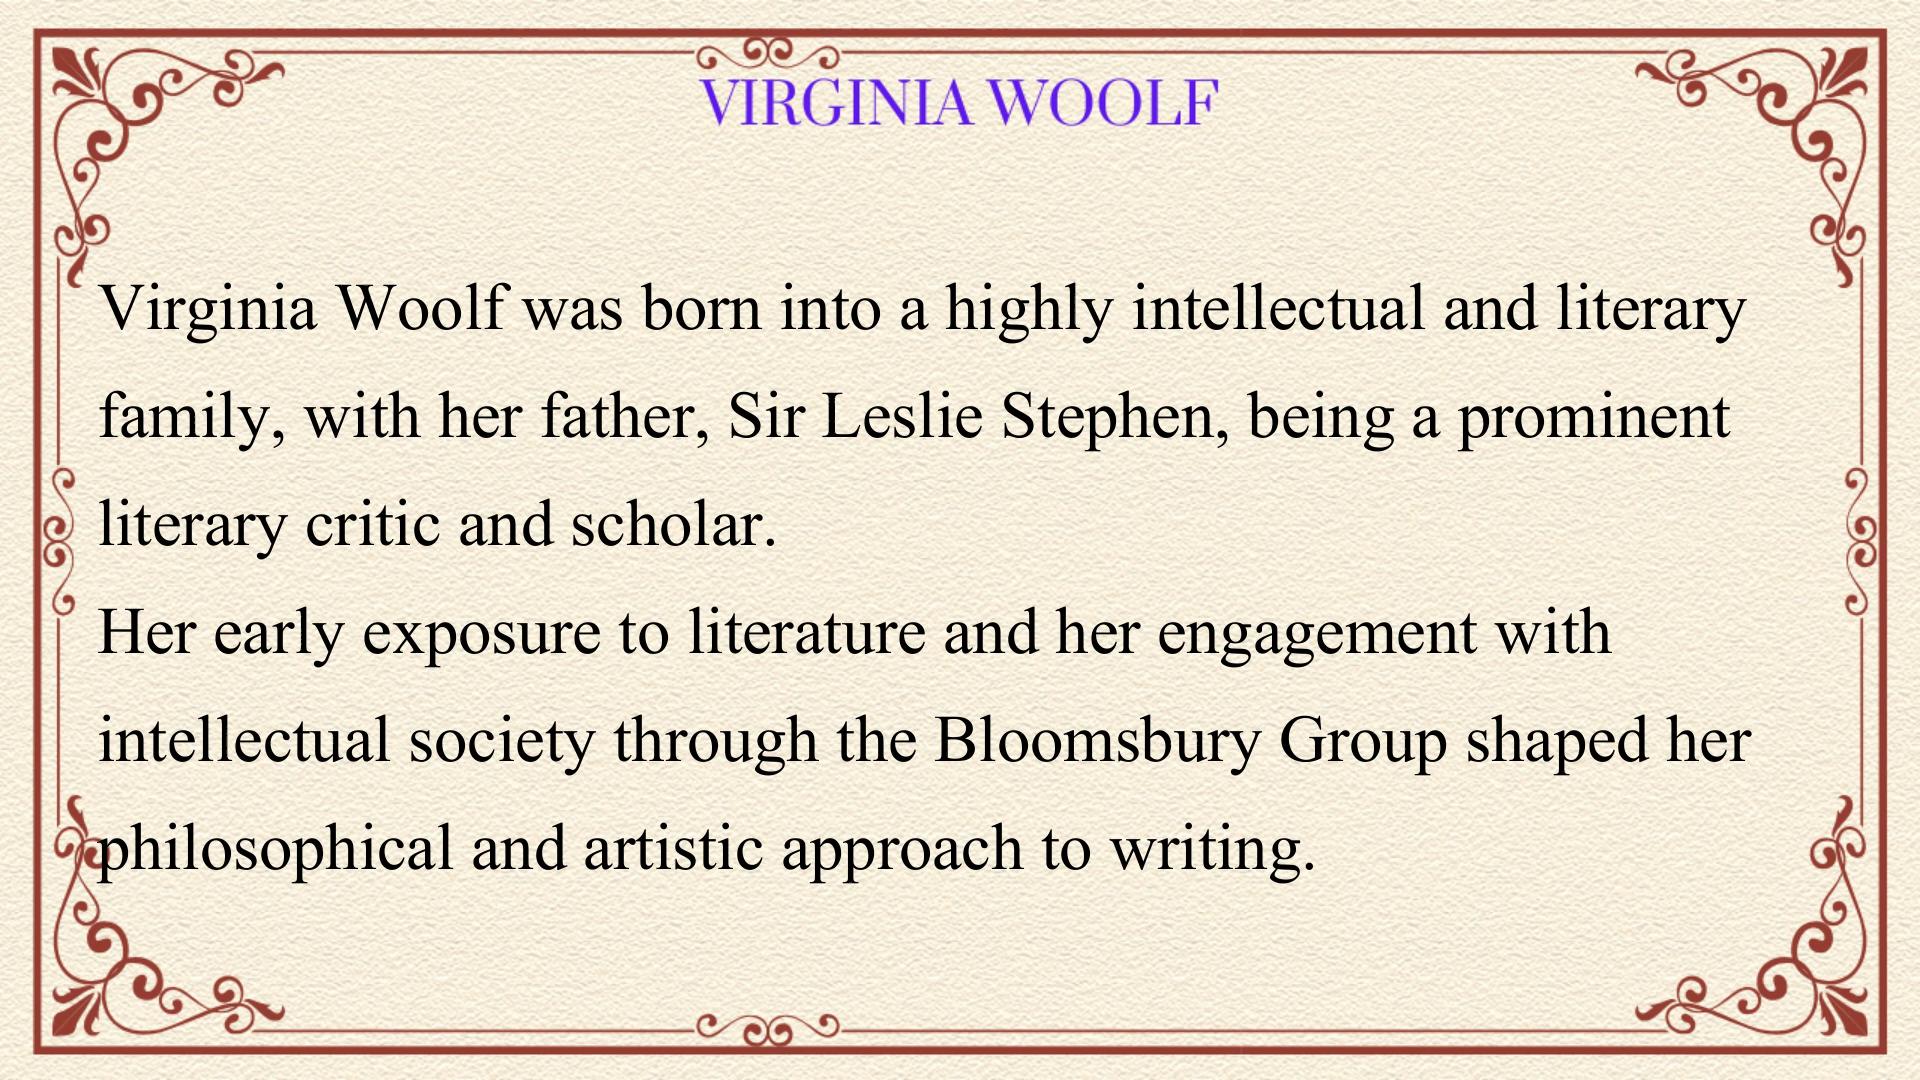 VIRGINIA WOOLF
Virginia Woolf was born into a highly intellectual and literary
family, with her father, Sir Leslie Stephen, being a prominent
literary critic and scholar.
Her early exposure to literature and her engagement with
intellectual society through the Bloomsbury Group shaped her
philosophical and artistic approach to writing.